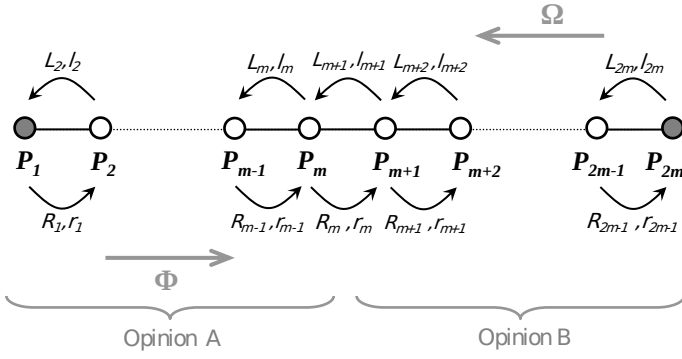 Ω
L2, l2 Lm, lm Lm+1, lm+1 Lm+2, lm+2 L2m, l2m
P1 P2 Pm-1 Pm Pm+1 Pm+2 P2m-1 P2m
R1, r1 Rm-1, rm-1 Rm, rm Rm+1, rm+1 R2m-1, r2m-1
Φ
Opinion A Opinion B